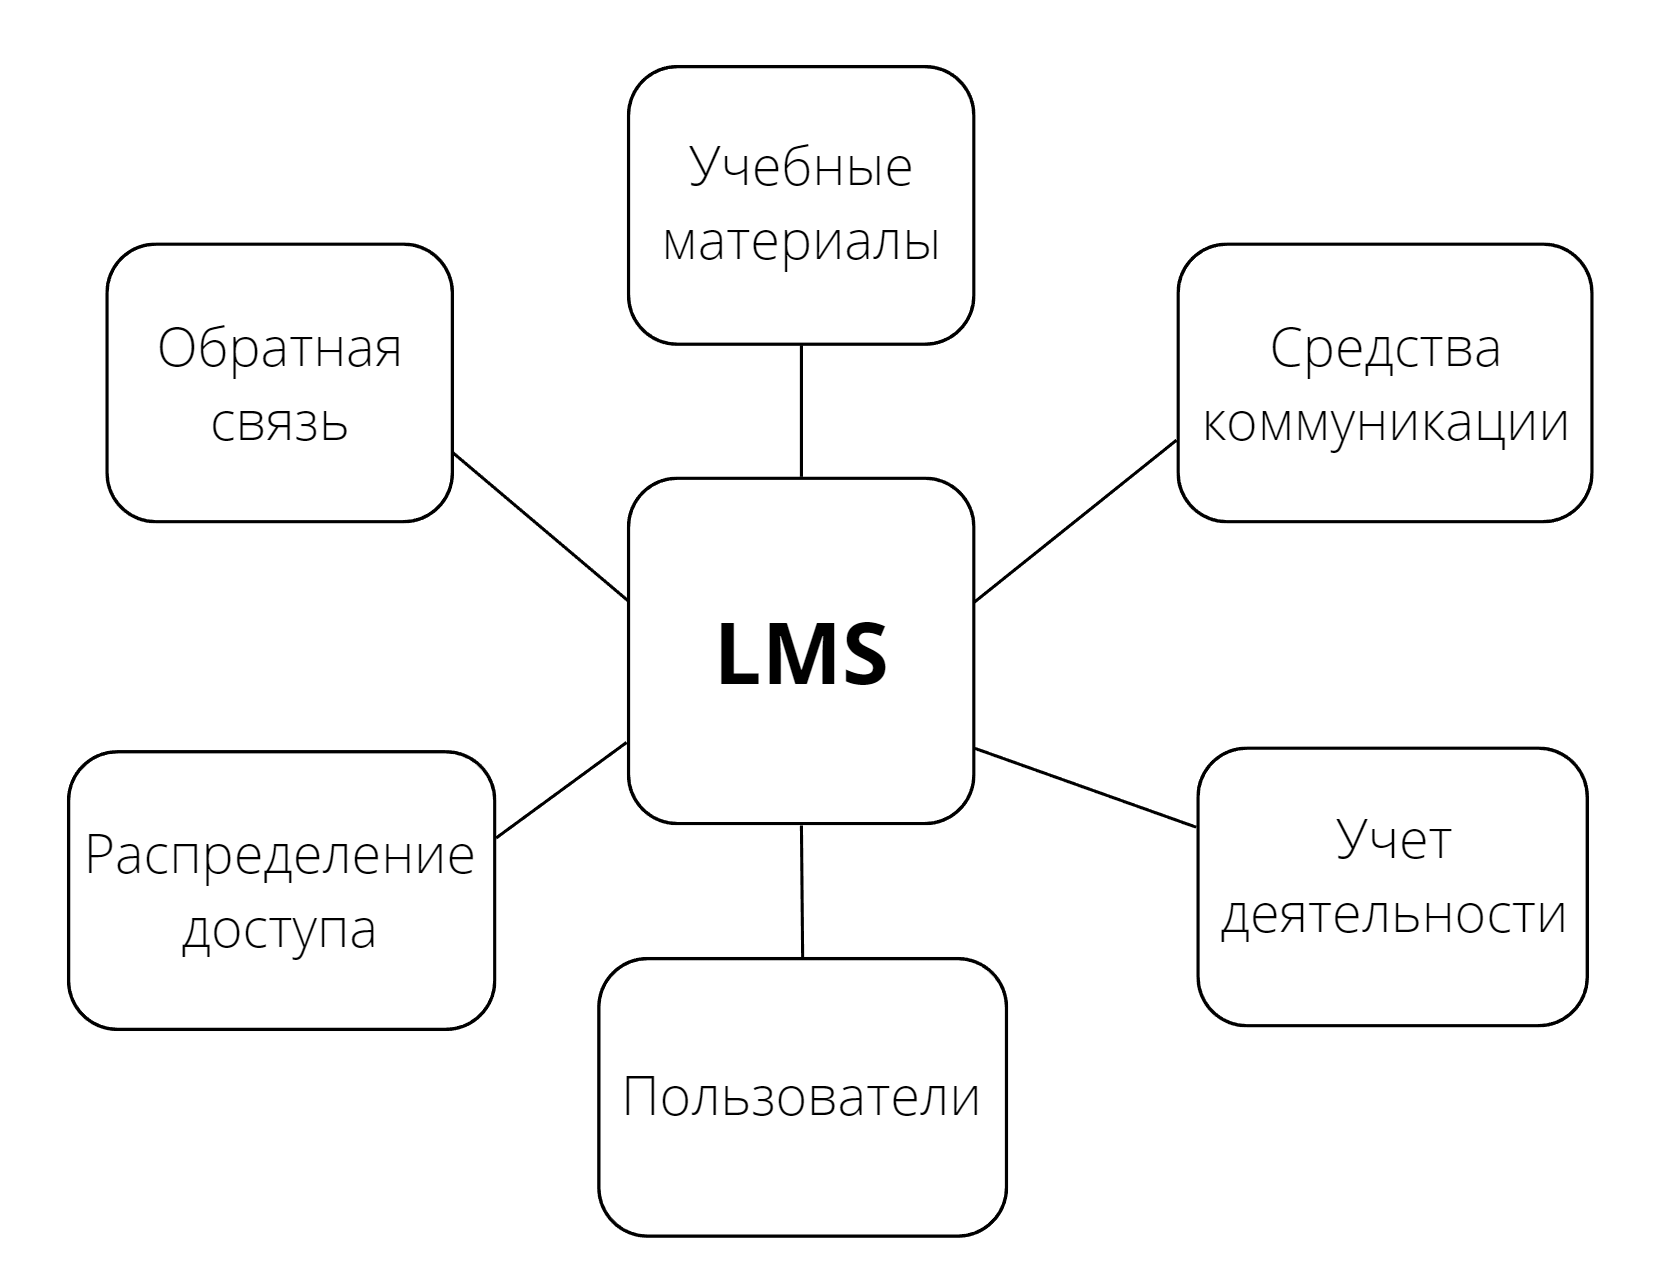 Учебные
материалы
Обратная
связь
Средства
коммуникации
LMS
Распределение
доступа
Учет
деятельности
Пользователи